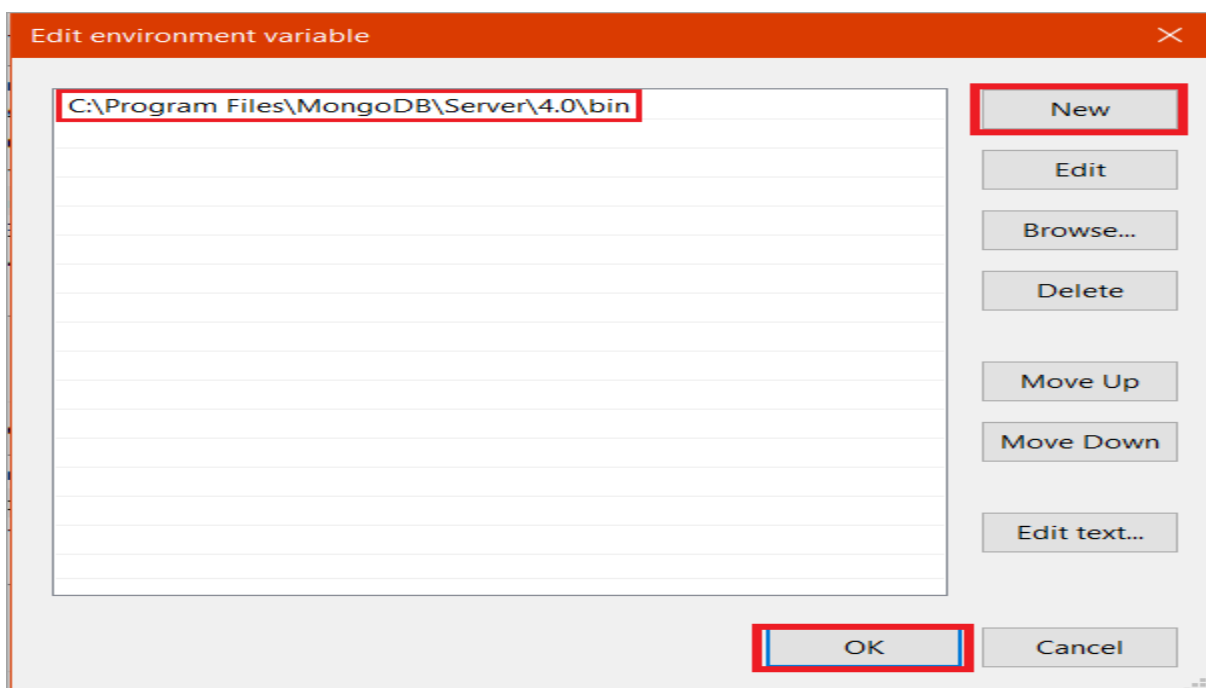 Edit environment variable
C:\Program Files\MongoDB\Server\4.0\bin
New
Edit
Browse...
Delete
Move Up
Move Down
Edit text...
OK
Cancel